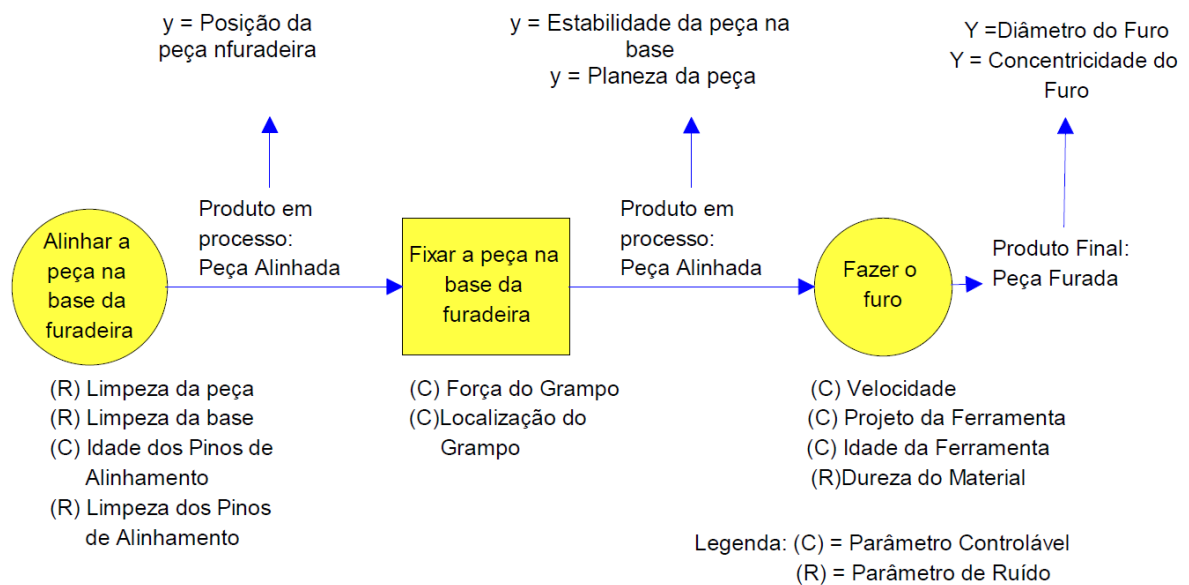 y = Posição da
peça nfuradeira
y = Estabilidade da peça na
base
y = Planeza da peça
Y =Diâmetro do Furo
Y = Concentricidade do
Furo
Alinhar a
peça na
base da
furadeira
Produto em
processo:
Peça Alinhada
Fixar a peça na
base da
furadeira
Produto em
processo:
Peça Alinhada
Fazer o
furo
Produto Final:
Peça Furada
(R) Limpeza da peça
(R) Limpeza da base
(C) Idade dos Pinos de
Alinhamento
(R) Limpeza dos Pinos
de Alinhamento
(C) Força do Grampo
(C)Localização do
Grampo
(C) Velocidade
(C) Projeto da Ferramenta
(C) Idade da Ferramenta
(R)Dureza do Material
Legenda: (C) = Parâmetro Controlável
(R) = Parâmetro de Ruído